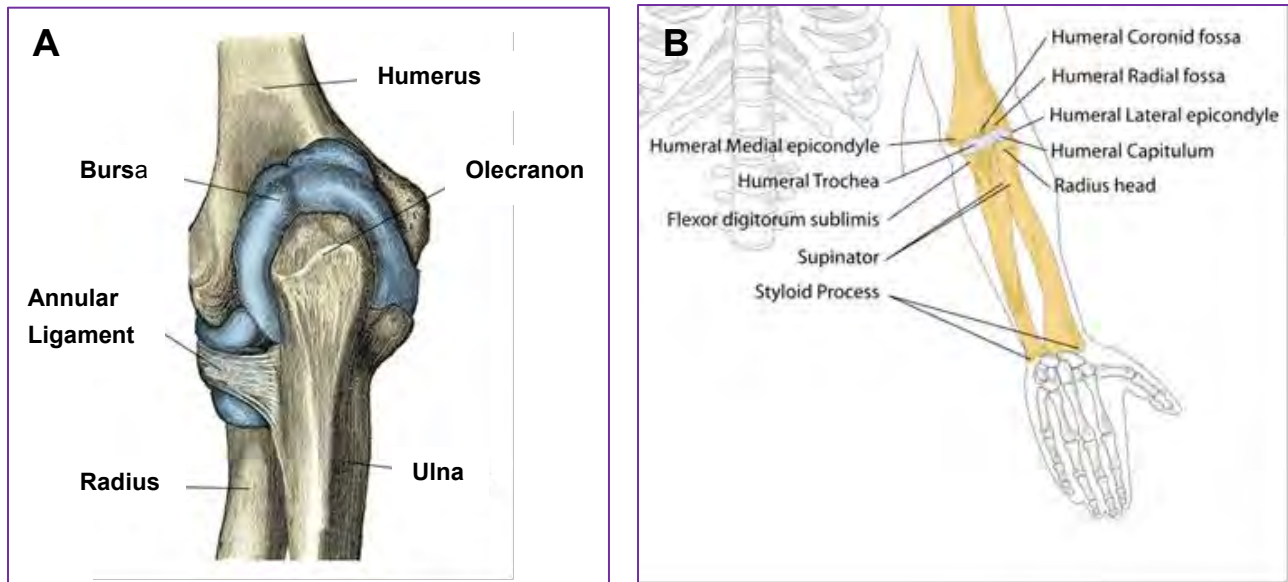 A
Humerus
Bursa
Olecranon
Annular
Ligament
Radius
Ulna
B
Humeral Coronid fossa
Humeral Radial fossa
Humeral Lateral epicondyle
Humeral Medial epicondyle
Humeral Capitulum
Humeral Trochea
Radius head
Flexor digitorum sublimis
Supinator
Styloid Process